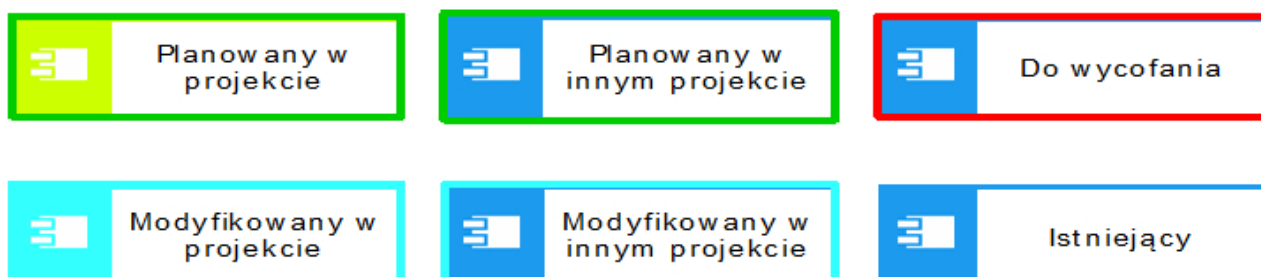 Planowany w
projekcie
Planowany w
innym projekcie
Do wycofania
Modyfikowany w
projekcie
Modyfikowany w
innym projekcie
Istniejący